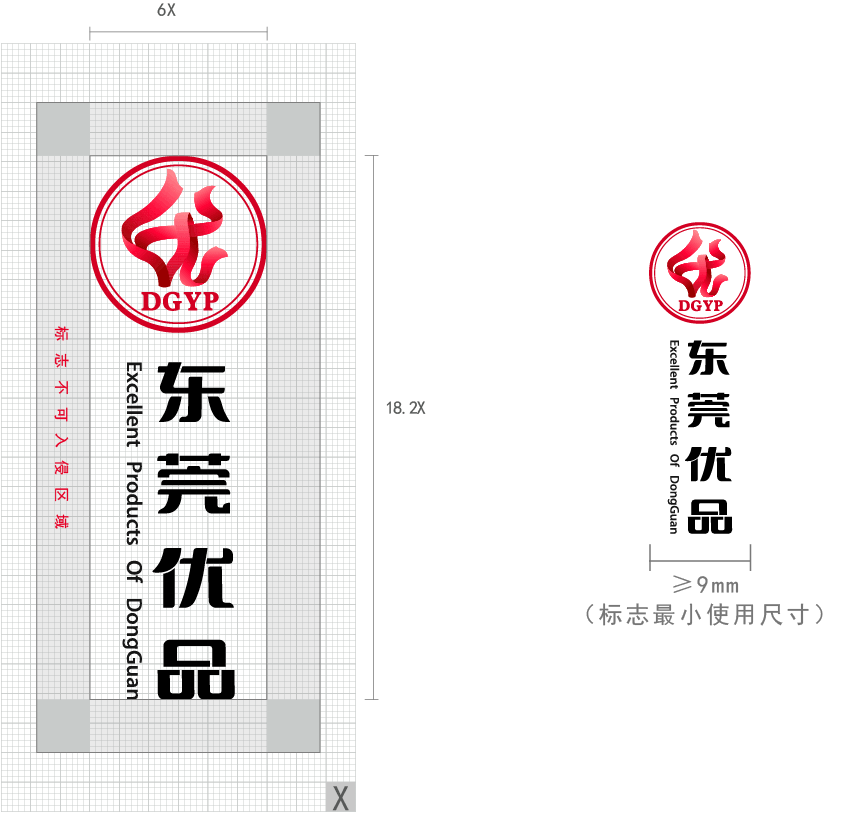 6X
DGYP
东莞优品
Excellent Products Of DongGuan
标志不可入侵区域
18.2X
X
DGYP
东莞优品
Excellent Products Of DongGuan
≥9mm
（标志最小使用尺寸）